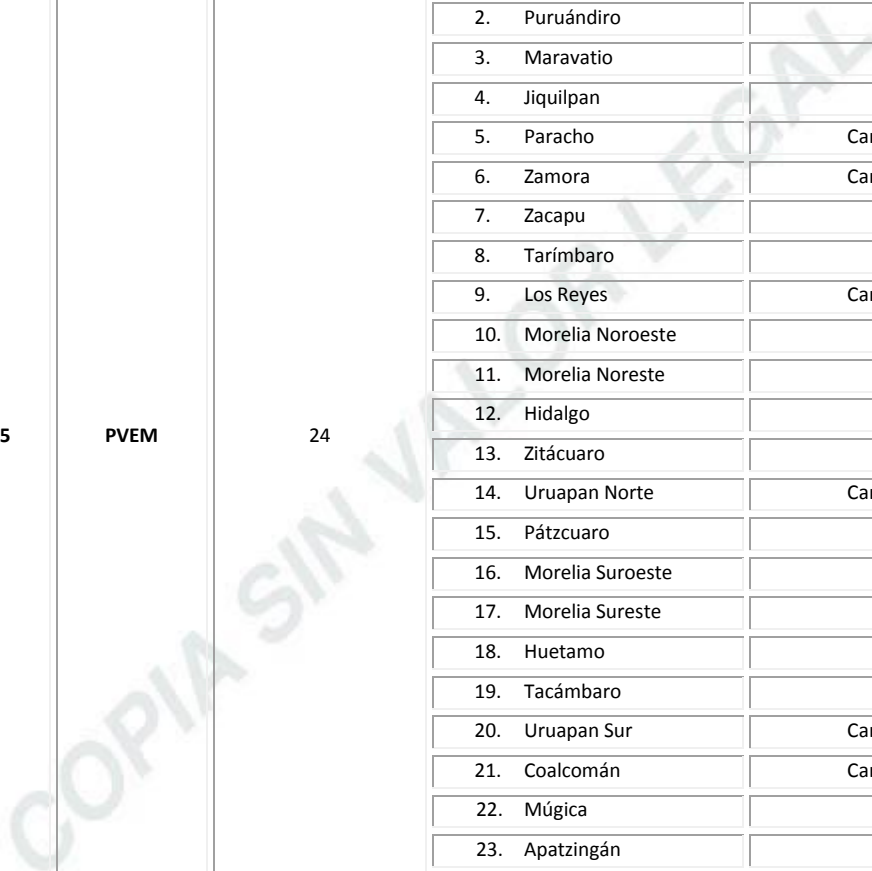 2. Puruándiro
3. Maravatio
4. Jiquilpan
5. Paracho
6. Zamora
7. Zacapu
8. Tarímbaro
9. Los Reyes
10. Morelia Noroeste
11. Morelia Noreste
12. Hidalgo
5 PVEM 24
13. Zitácuaro
14. Uruapan Norte
15. Pátzcuaro
16. Morelia Suroeste
17. Morelia Sureste
18. Huetamo
19. Tacámbaro
20. Uruapan Sur
21. Coalcomán
22. Múgica
23. Apatzingán
COPIA SIN VALOR LEGAL